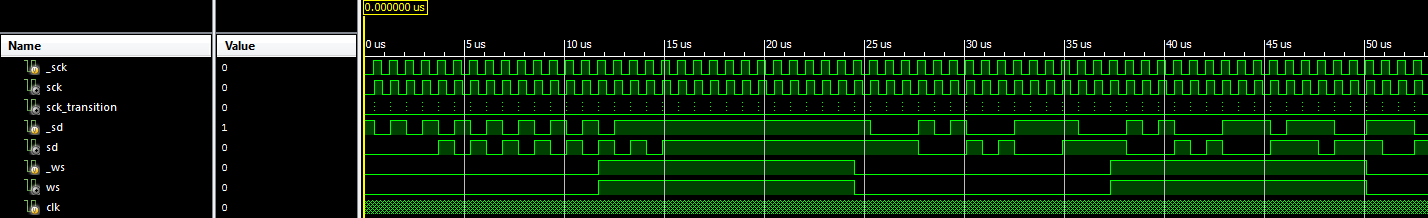 0.000000 us
Name Value 0 us 5 us 10 us 15 us 20 us 25 us 30 us 35 us 40 us 45 us 50 us
_sck 0
sck 0
sck_transition 0
_sd 1
sd 0
_ws 0
ws 0
clk 0